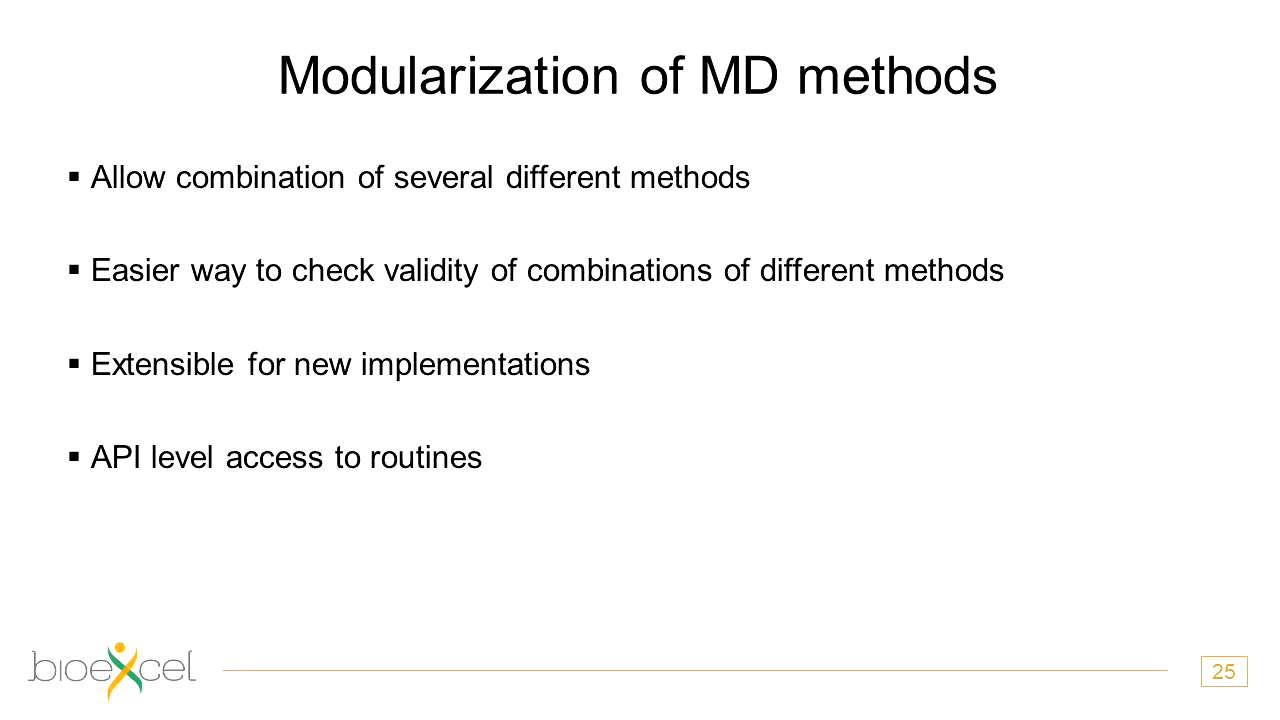 Modularization of MD methods
▪ Allow combination of several different methods
▪ Easier way to check validity of combinations of different methods
▪ Extensible for new implementations
▪ API level access to routines
bioexcel
25